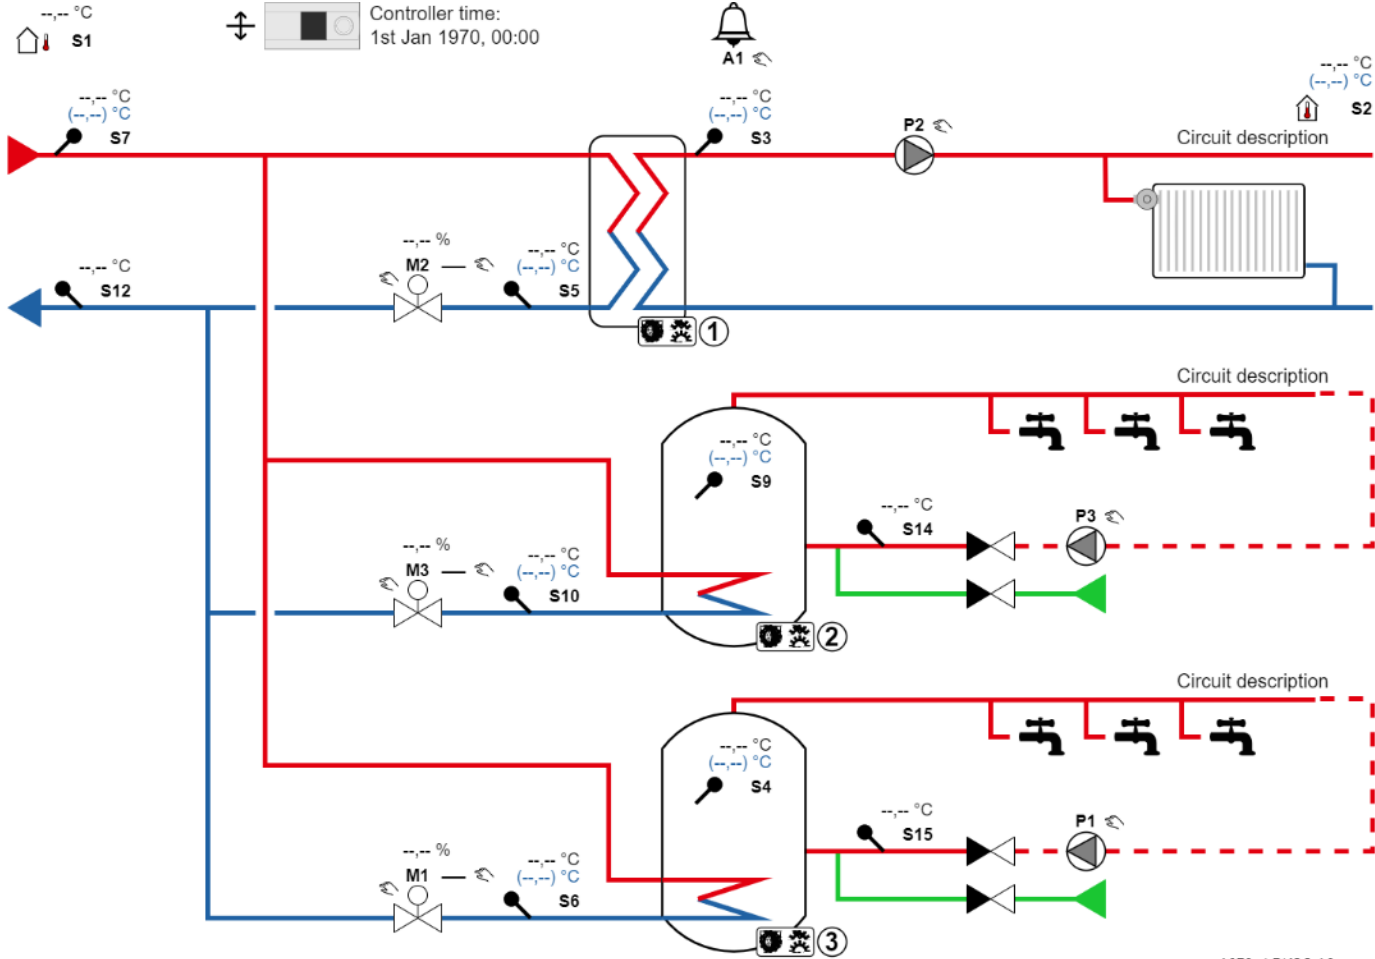 --,-- °C
S1
Controller time:
1st Jan 1970, 00:00
A1
--,-- °C
(--,--) °C
S2
--,-- °C
(--,--) °C
S7
--,-- °C
(--,--) °C
S3
P2
Circuit description
--,-- °C
S12
--,-- %
M2
--,-- °C
(--,--) °C
S5
1
Circuit description
--,-- °C
(--,--) °C
S9
--,-- °C
S14
P3
--,-- %
M3
--,-- °C
(--,--) °C
S10
2
Circuit description
--,-- °C
(--,--) °C
S4
--,-- °C
S15
P1
--,-- %
M1
--,-- °C
(--,--) °C
S6
3